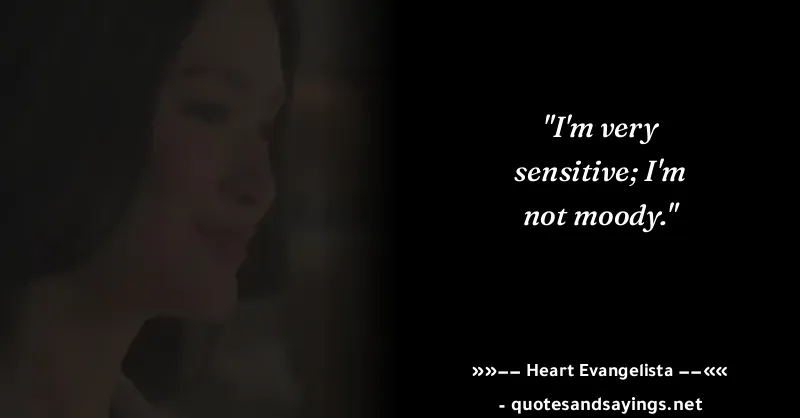 "I'm very
sensitive; I'm
not moody."
»»−− Heart Evangelista −−««
- quotesandsayings.net